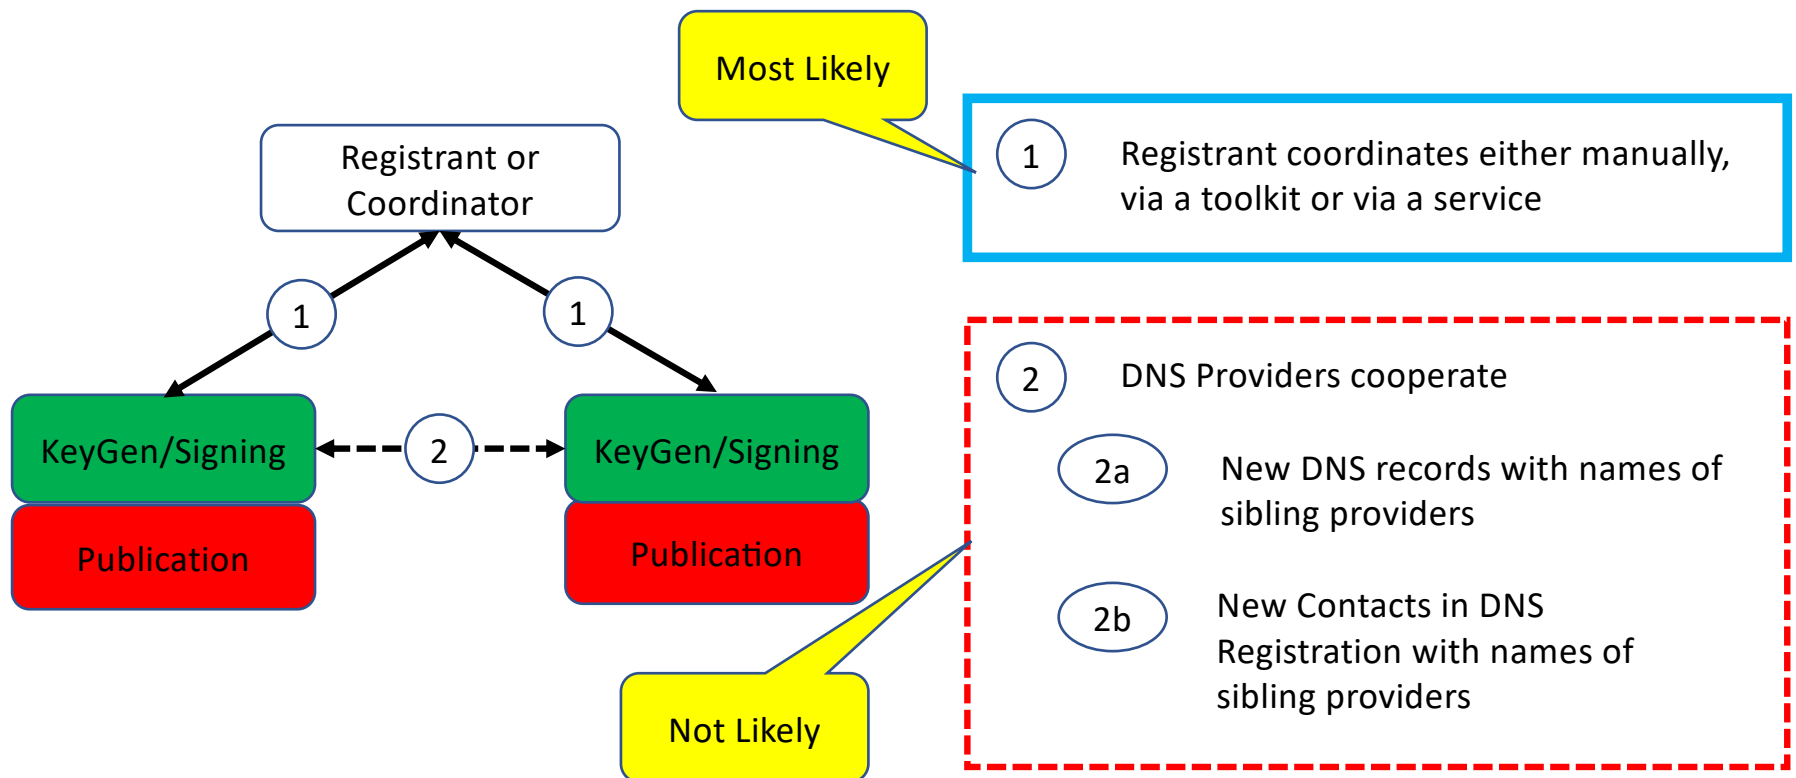 Most Likely
Registrant or
Coordinator
1
Registrant coordinates either manually,
via a toolkit or via a service
1
1
2
DNS Providers cooperate
KeyGen/Signing
2
KeyGen/Signing
2a
New DNS records with names of
sibling providers
Publication
Publication
2b
New Contacts in DNS
Registration with names of
sibling providers
Not Likely